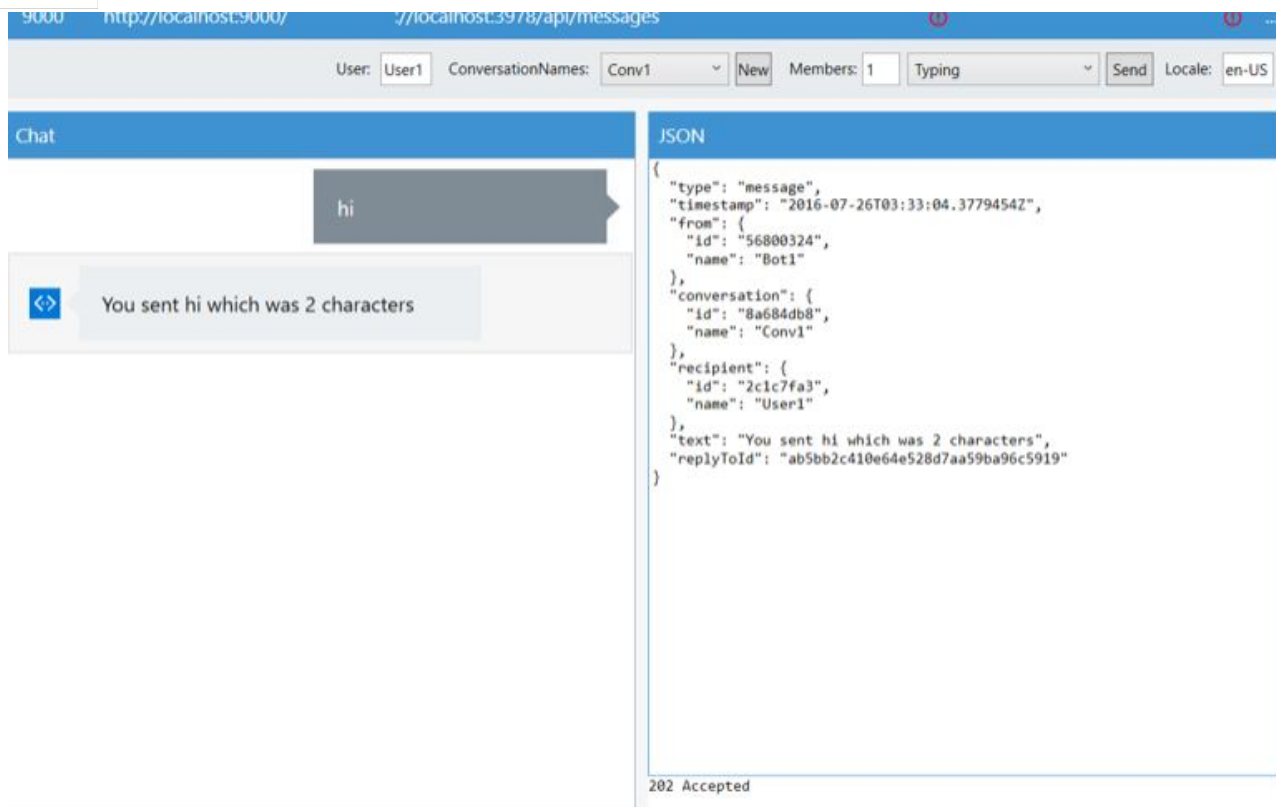 9000 http://localhost:9000/ ://localhost:3978/api/messages ...
User: User1 ConversationNames: Conv1 New Members: 1 Typing Send Locale: en-US
Chat
hi
You sent hi which was 2 characters
JSON
{
"type": "message",
"timestamp": "2016-07-26T03:33:04.3779454Z",
"from": {
"id": "56800324",
"name": "Bot1"
},
"conversation": {
"id": "8a684db8",
"name": "Conv1"
},
"recipient": {
"id": "2c1c7fa3",
"name": "User1"
},
"text": "You sent hi which was 2 characters",
"replyToId": "ab5bb2c410e64e528d7aa59ba96c5919"
}
202 Accepted